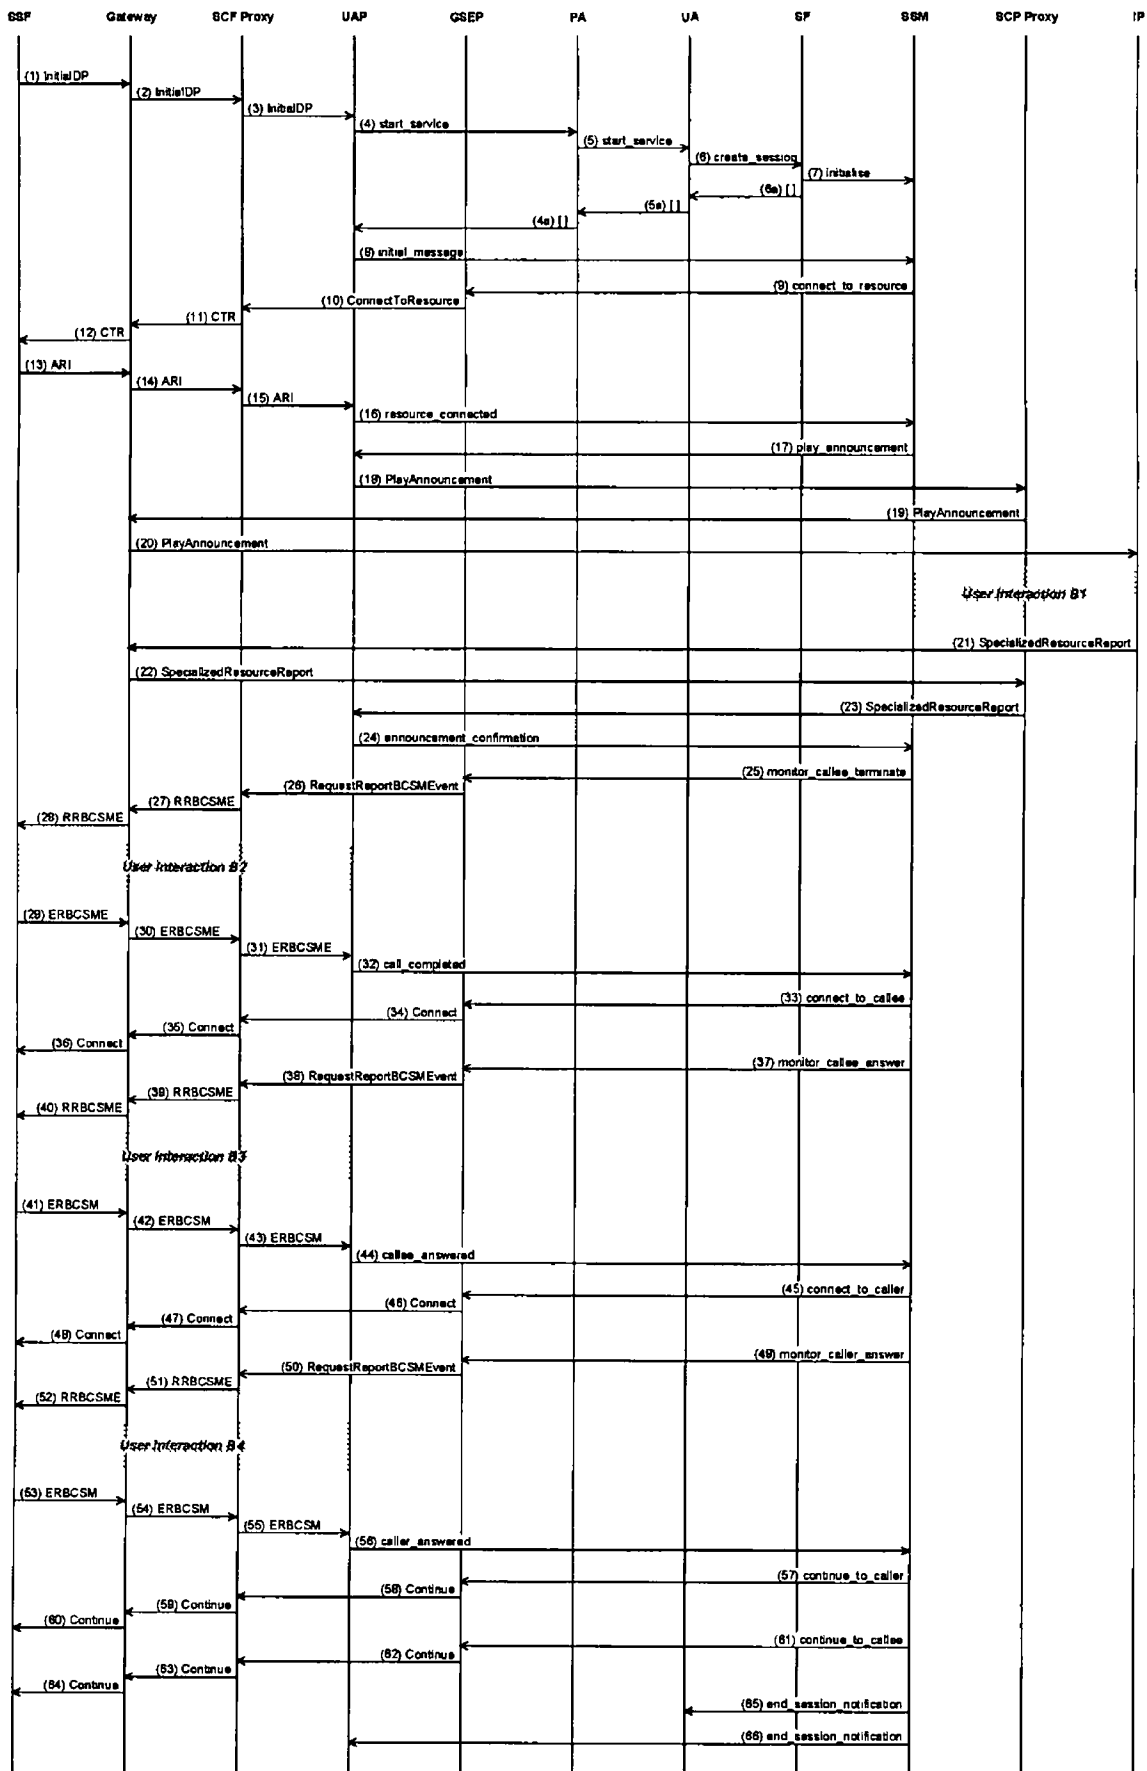 SSF Gateway SCF Proxy UAP GSEP PA UA SF SSM SCP Proxy IP
(1) InitialDP
(2) InitialDP
(3) InitialDP
(4) start_service
(5) start_service
(6) create_session
(7) initialise
(6a) [ ]
(5a) [ ]
(4a) [ ]
(8) initial_message
(9) connect_to_resource
(10) ConnectToResource
(11) CTR
(12) CTR
(13) ARI
(14) ARI
(15) ARI
(16) resource_connected
(17) play_announcement
(18) PlayAnnouncement
(19) PlayAnnouncement
(20) PlayAnnouncement
User Interaction B1
(21) SpecializedResourceReport
(22) SpecializedResourceReport
(23) SpecializedResourceReport
(24) announcement_confirmation
(25) monitor_callee_terminate
(26) RequestReportBCSMEvent
(27) RRBCSME
(28) RRBCSME
User Interaction B2
(29) ERBCSME
(30) ERBCSME
(31) ERBCSME
(32) call_completed
(33) connect_to_callee
(34) Connect
(35) Connect
(36) Connect
(37) monitor_callee_answer
(38) RequestReportBCSMEvent
(39) RRBCSME
(40) RRBCSME
User Interaction B3
(41) ERBCSM
(42) ERBCSM
(43) ERBCSM
(44) callee_answered
(45) connect_to_caller
(46) Connect
(47) Connect
(48) Connect
(49) monitor_caller_answer
(50) RequestReportBCSMEvent
(51) RRBCSME
(52) RRBCSME
User Interaction B4
(53) ERBCSM
(54) ERBCSM
(55) ERBCSM
(56) caller_answered
(57) continue_to_caller
(58) Continue
(59) Continue
(60) Continue
(61) continue_to_callee
(62) Continue
(63) Continue
(64) Continue
(65) end_session_notification
(66) end_session_notification